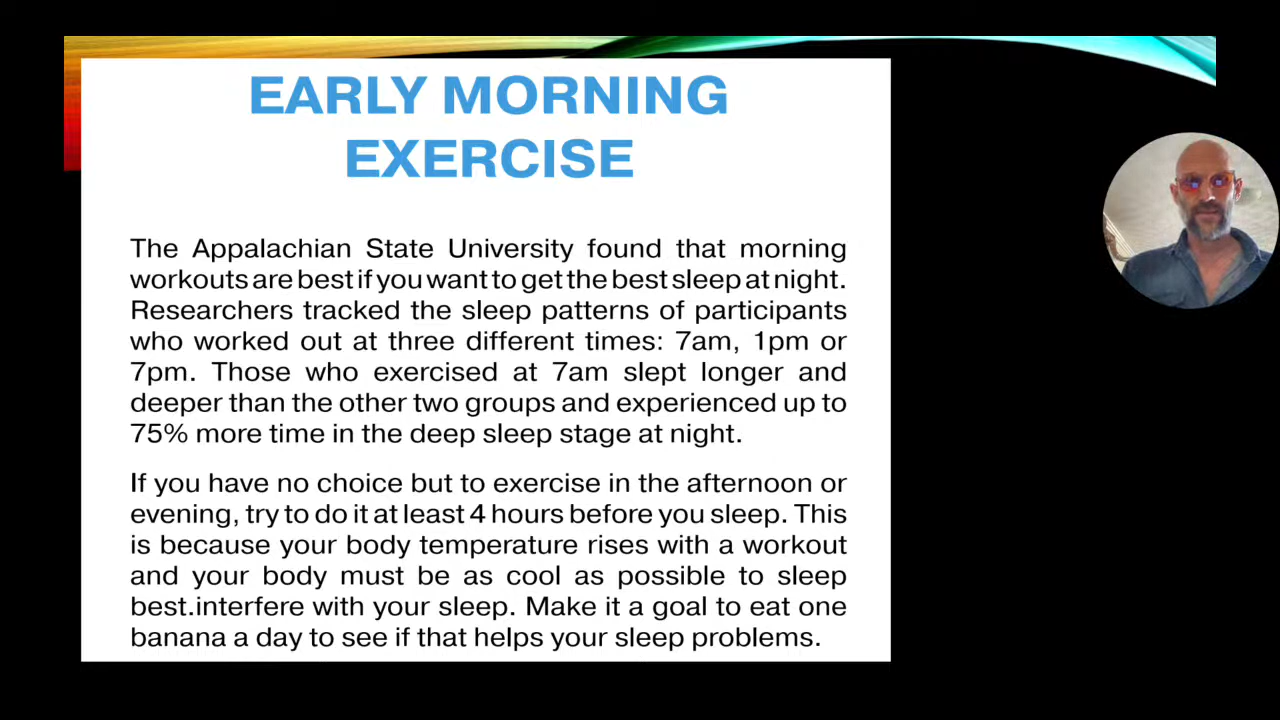 EARLY MORNING
EXERCISE
The Appalachian State University found that morning
workouts are best if you want to get the best sleep at night.
Researchers tracked the sleep patterns of participants
who worked out at three different times: 7am, 1pm or
7pm. Those who exercised at 7am slept longer and
deeper than the other two groups and experienced up to
75% more time in the deep sleep stage at night.
If you have no choice but to exercise in the afternoon or
evening, try to do it at least 4 hours before you sleep. This
is because your body temperature rises with a workout
and your body must be as cool as possible to sleep
best.interfere with your sleep. Make it a goal to eat one
banana a day to see if that helps your sleep problems.